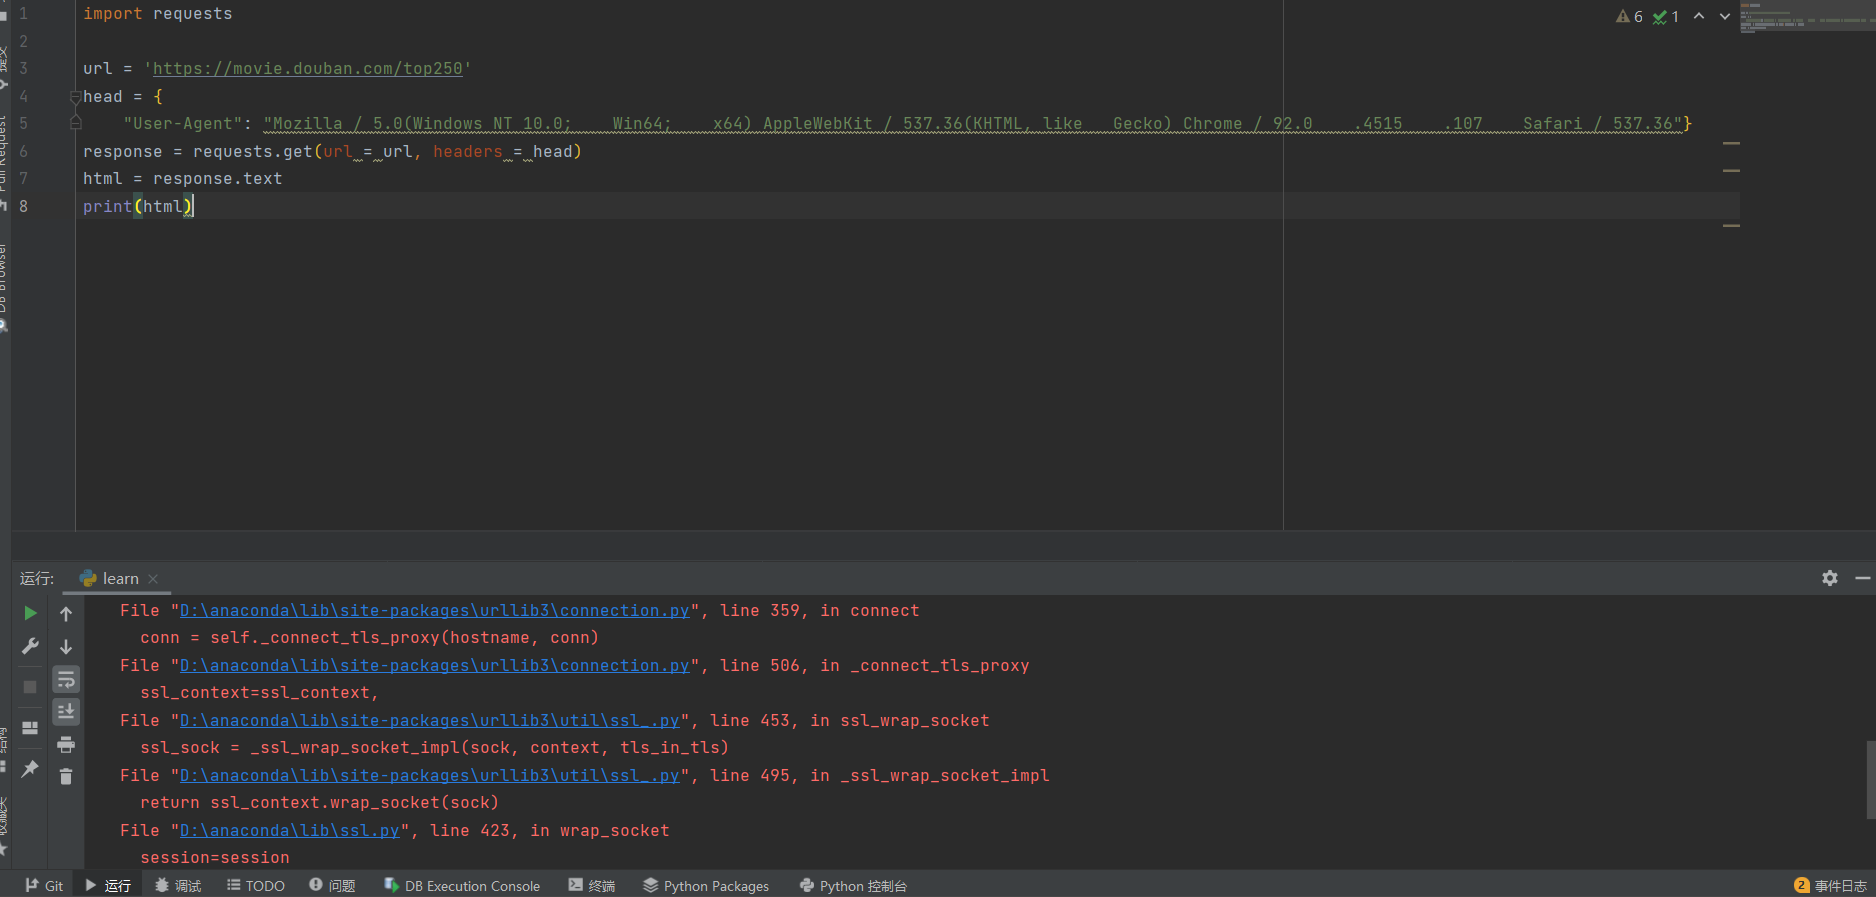 1 import requests
6 1
2
3 url = 'https://movie.douban.com/top250'
4 head = {
5 "User-Agent": "Mozilla / 5.0(Windows NT 10.0;    Win64;    x64) AppleWebKit / 537.36(KHTML, like   Gecko) Chrome / 92.0    .4515    .107    Safari / 537.36"}
6 response = requests.get(url = url, headers = head)
7 html = response.text
8 print(html)
运行: learn
File "D:\anaconda\lib\site-packages\urllib3\connection.py", line 359, in connect
conn = self._connect_tls_proxy(hostname, conn)
File "D:\anaconda\lib\site-packages\urllib3\connection.py", line 506, in _connect_tls_proxy
ssl_context=ssl_context,
File "D:\anaconda\lib\site-packages\urllib3\util\ssl_.py", line 453, in ssl_wrap_socket
ssl_sock = _ssl_wrap_socket_impl(sock, context, tls_in_tls)
File "D:\anaconda\lib\site-packages\urllib3\util\ssl_.py", line 495, in _ssl_wrap_socket_impl
return ssl_context.wrap_socket(sock)
File "D:\anaconda\lib\ssl.py", line 423, in wrap_socket
session=session
Git 运行 调试 TODO 问题 DB Execution Console 终端 Python Packages Python 控制台 2 事件日志